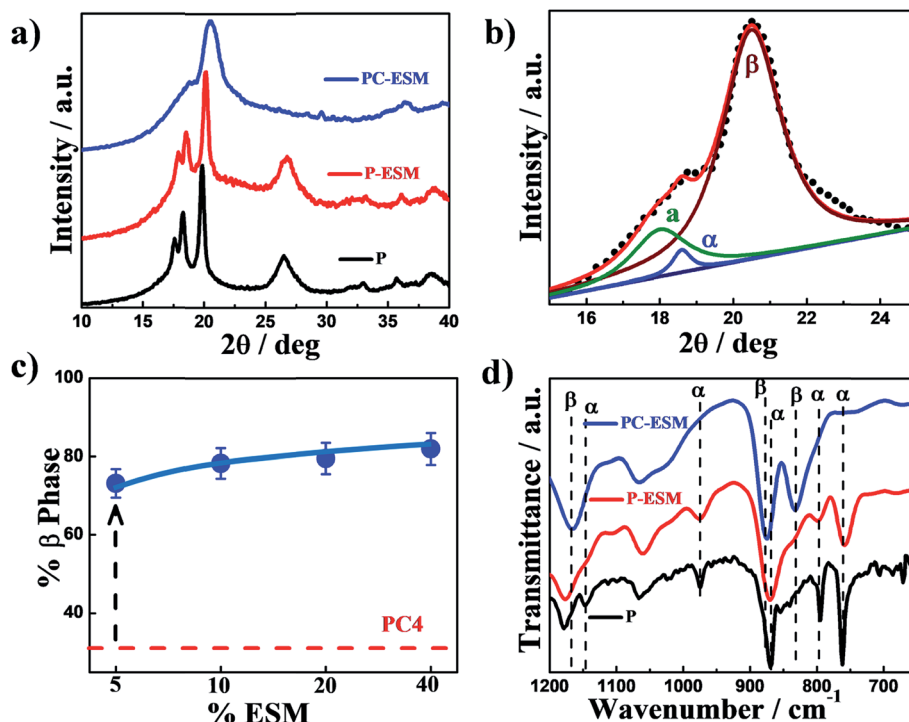 a)
Intensity / a.u.
PC-ESM
P-ESM
P
10 15 20 25 30 35 40
2θ / deg
b)
Intensity / a.u.
β
a
α
16 18 20 22 24
2θ / deg
c)
% β Phase
100
80
60
40
PC4
5 10 20 40
% ESM
d)
Transmittance / a.u.
β α α β α β α α
PC-ESM
P-ESM
P
1200 1100 1000 900 800 700
Wavenumber / cm⁻¹